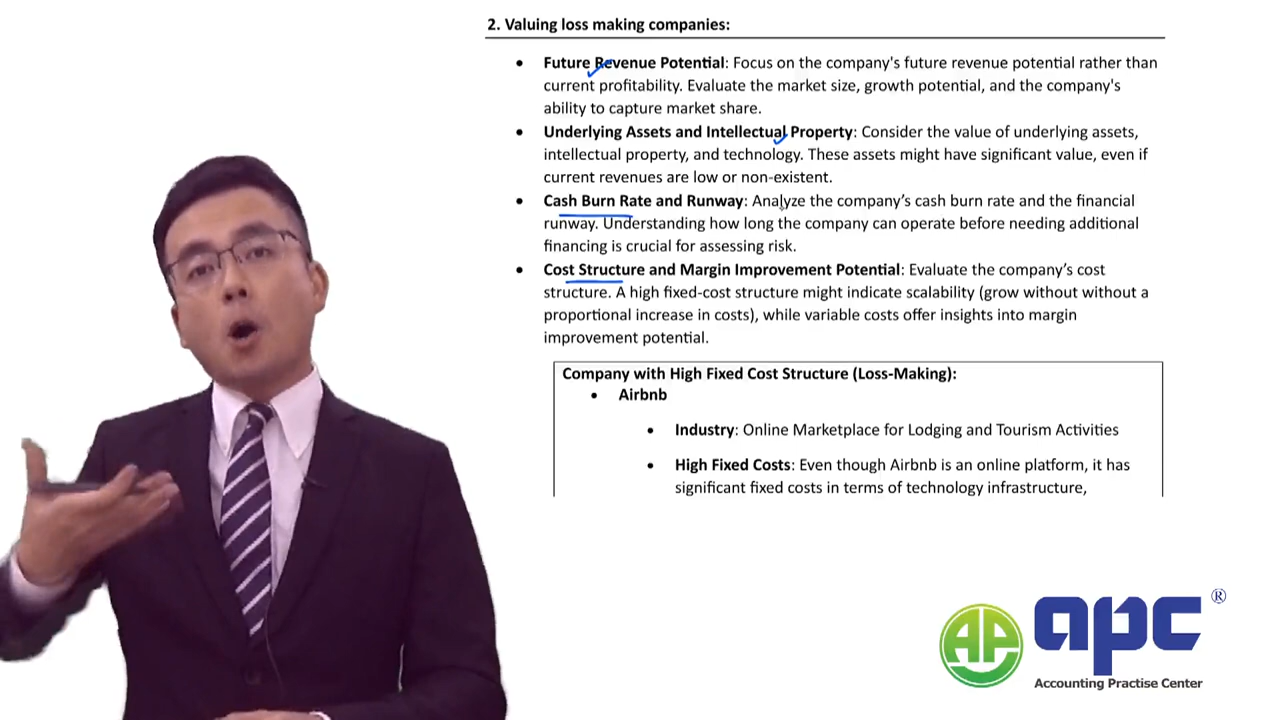 2. Valuing loss making companies:
• Future Revenue Potential: Focus on the company's future revenue potential rather than
current profitability. Evaluate the market size, growth potential, and the company's
ability to capture market share.
• Underlying Assets and Intellectual Property: Consider the value of underlying assets,
intellectual property, and technology. These assets might have significant value, even if
current revenues are low or non-existent.
• Cash Burn Rate and Runway: Analyze the company's cash burn rate and the financial
runway. Understanding how long the company can operate before needing additional
financing is crucial for assessing risk.
• Cost Structure and Margin Improvement Potential: Evaluate the company's cost
structure. A high fixed-cost structure might indicate scalability (grow without without a
proportional increase in costs), while variable costs offer insights into margin
improvement potential.
Company with High Fixed Cost Structure (Loss-Making):
• Airbnb
• Industry: Online Marketplace for Lodging and Tourism Activities
• High Fixed Costs: Even though Airbnb is an online platform, it has
significant fixed costs in terms of technology infrastructure,
AP apc ®
Accounting Practise Center